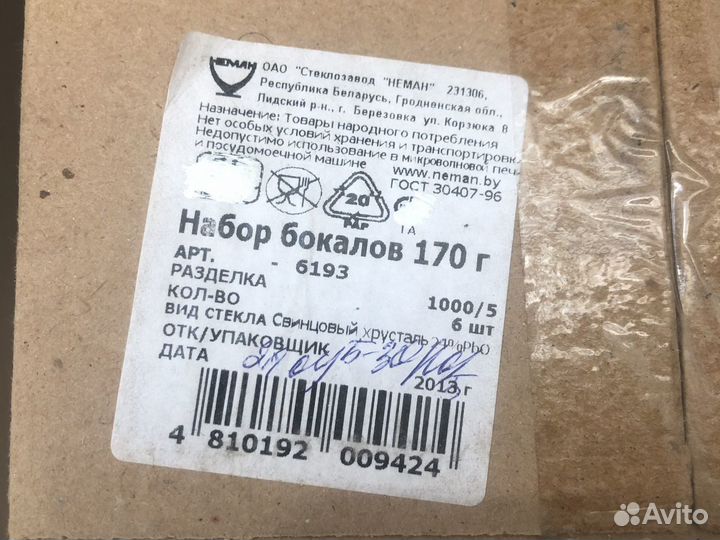 НЕМАН
ОАО "Стеклозавод "НЕМАН" 231306,
Республика Беларусь, Гродненская обл.,
Лидский р-н., г. Березовка ул. Корзюка 8
Назначение: Товары народного потребления
Нет особых условий хранения и транспортировки
Недопустимо использование в микроволновой печи
и посудомоечной машине
www.neman.by
ГОСТ 30407-96
20
PAP
Набор бокалов 170 г
АРТ. - 6193
РАЗДЕЛКА 1000/5
КОЛ-ВО 6 шт
ВИД СТЕКЛА Свинцовый хрусталь 24%PbO
ОТК/УПАКОВЩИК
ДАТА 2013 г
4 810192 009424
Avito